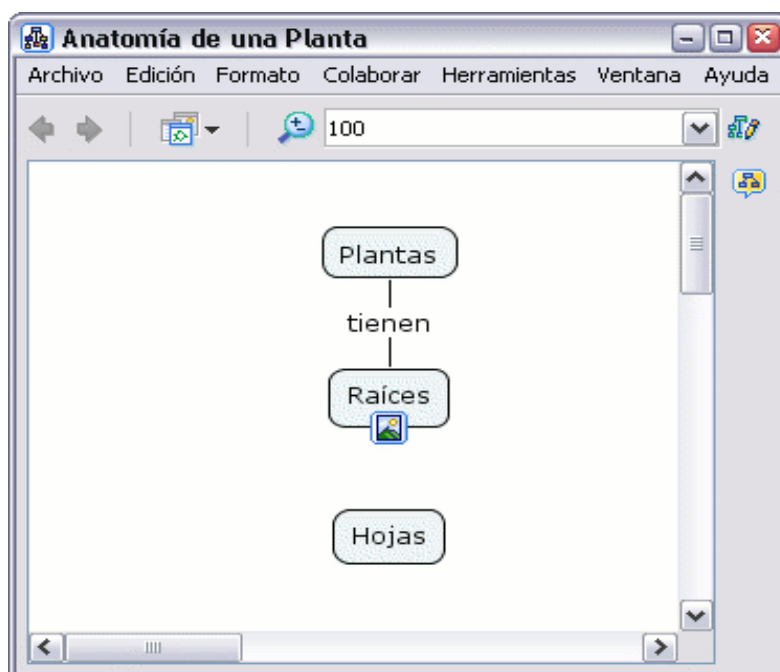 Anatomía de una Planta
Archivo Edición Formato Colaborar Herramientas Ventana Ayuda
100
Plantas
tienen
Raíces
Hojas